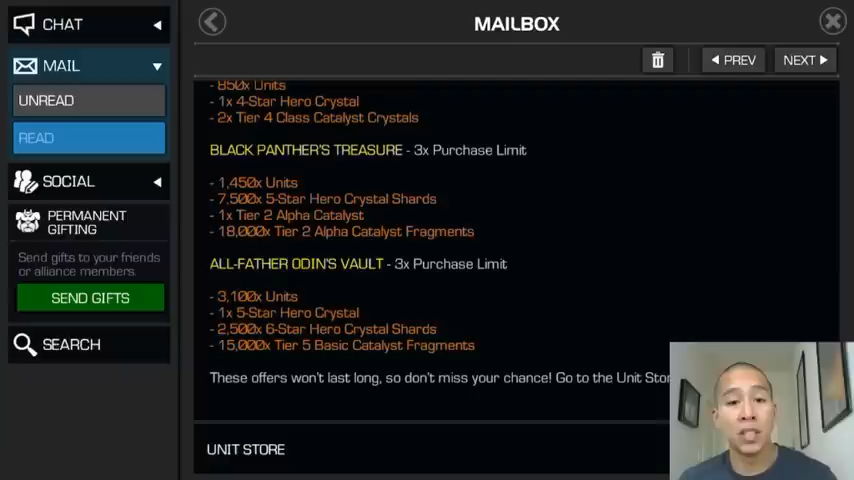 CHAT
MAILBOX
MAIL
PREV
NEXT
UNREAD
READ
SOCIAL
PERMANENT
GIFTING
Send gifts to your friends
or alliance members.
SEND GIFTS
SEARCH
- 850x Units
- 1x 4-Star Hero Crystal
- 2x Tier 4 Class Catalyst Crystals
BLACK PANTHER'S TREASURE - 3x Purchase Limit
- 1,450x Units
- 7,500x 5-Star Hero Crystal Shards
- 1x Tier 2 Alpha Catalyst
- 18,000x Tier 2 Alpha Catalyst Fragments
ALL-FATHER ODIN'S VAULT - 3x Purchase Limit
- 3,100x Units
- 1x 5-Star Hero Crystal
- 2,500x 6-Star Hero Crystal Shards
- 15,000x Tier 5 Basic Catalyst Fragments
These offers won't last long, so don't miss your chance! Go to the Unit Stor
UNIT STORE